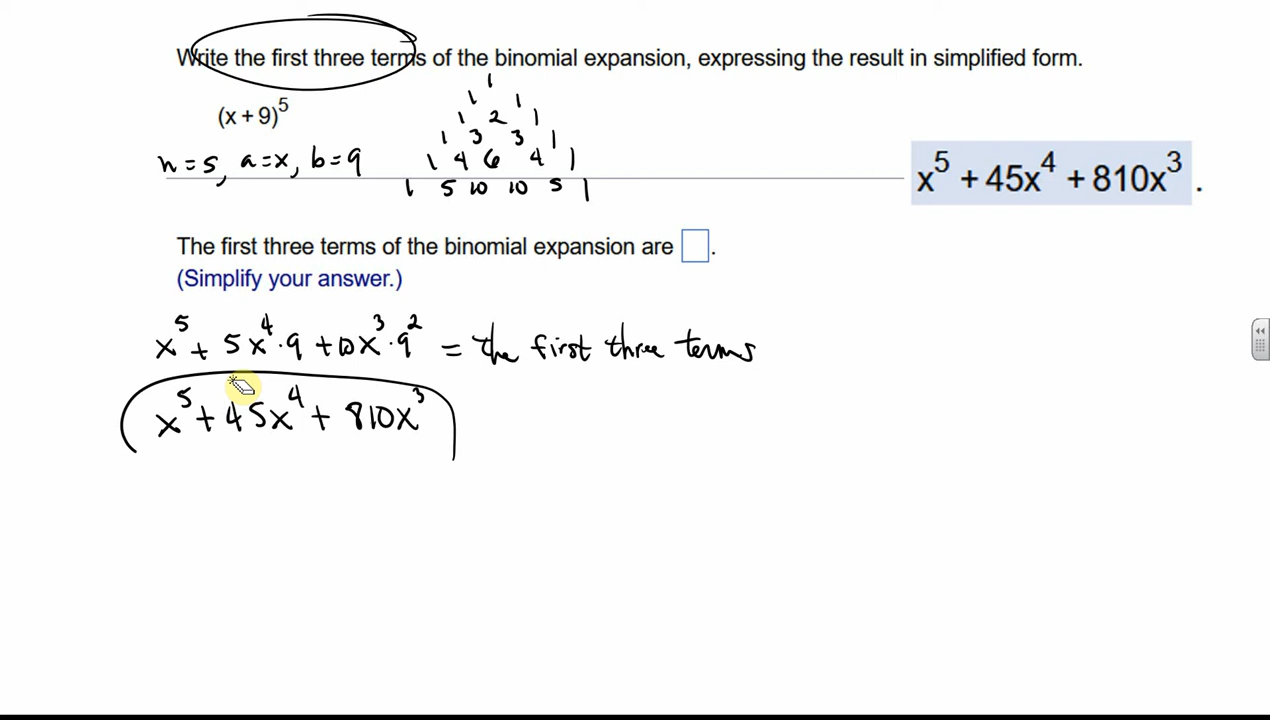 Write the first three terms of the binomial expansion, expressing the result in simplified form.
(x + 9)^5
n=5, a=x, b=9
1
1 1
1 2 1
1 3 3 1
1 4 6 4 1
1 5 10 10 5 1
x^5 + 45x^4 + 810x^3.
The first three terms of the binomial expansion are .
(Simplify your answer.)
x^5 + 5x^4·9 + 10x^3·9^2 = the first three terms
x^5 + 45x^4 + 810x^3